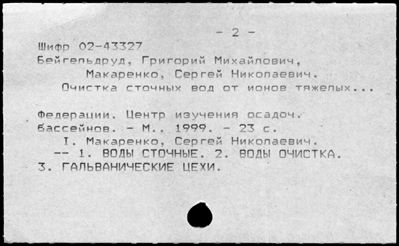 - 2 -
Шифр 02-43327
Бейгельдруд, Григорий Михайлович,
Макаренко, Сергей Николаевич.
Очистка сточных вод от ионов тяжелых...
Федерации. Центр изучения осадоч.
бассейнов. - М., 1999. - 23 с.
I. Макаренко, Сергей Николаевич.
-- 1. ВОДЫ СТОЧНЫЕ. 2. ВОДЫ ОЧИСТКА.
3. ГАЛЬВАНИЧЕСКИЕ ЦЕХИ.